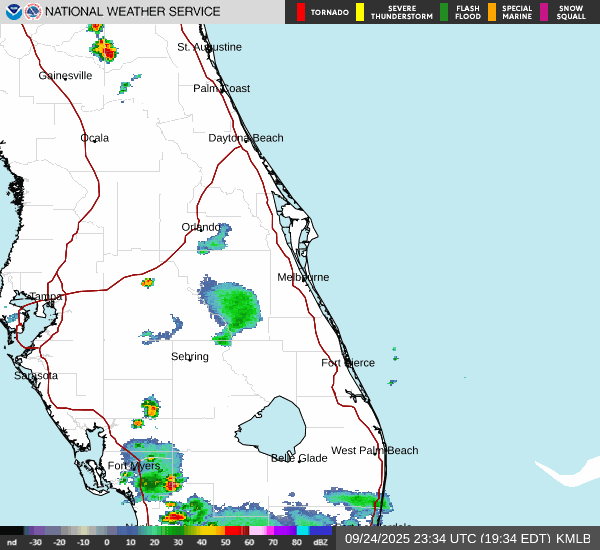 NATIONAL WEATHER SERVICE
TORNADO
SEVERE THUNDERSTORM
FLASH FLOOD
SPECIAL MARINE
SNOW SQUALL
St. Augustine
Gainesville
Palm Coast
Ocala
Daytona Beach
Orlando
Melbourne
Tampa
Sebring
Fort Pierce
Sarasota
West Palm Beach
Belle Glade
Fort Myers
nd -30 -20 -10 0 10 20 30 40 50 60 70 80 dBZ
09/24/2025 23:34 UTC (19:34 EDT) KMLB